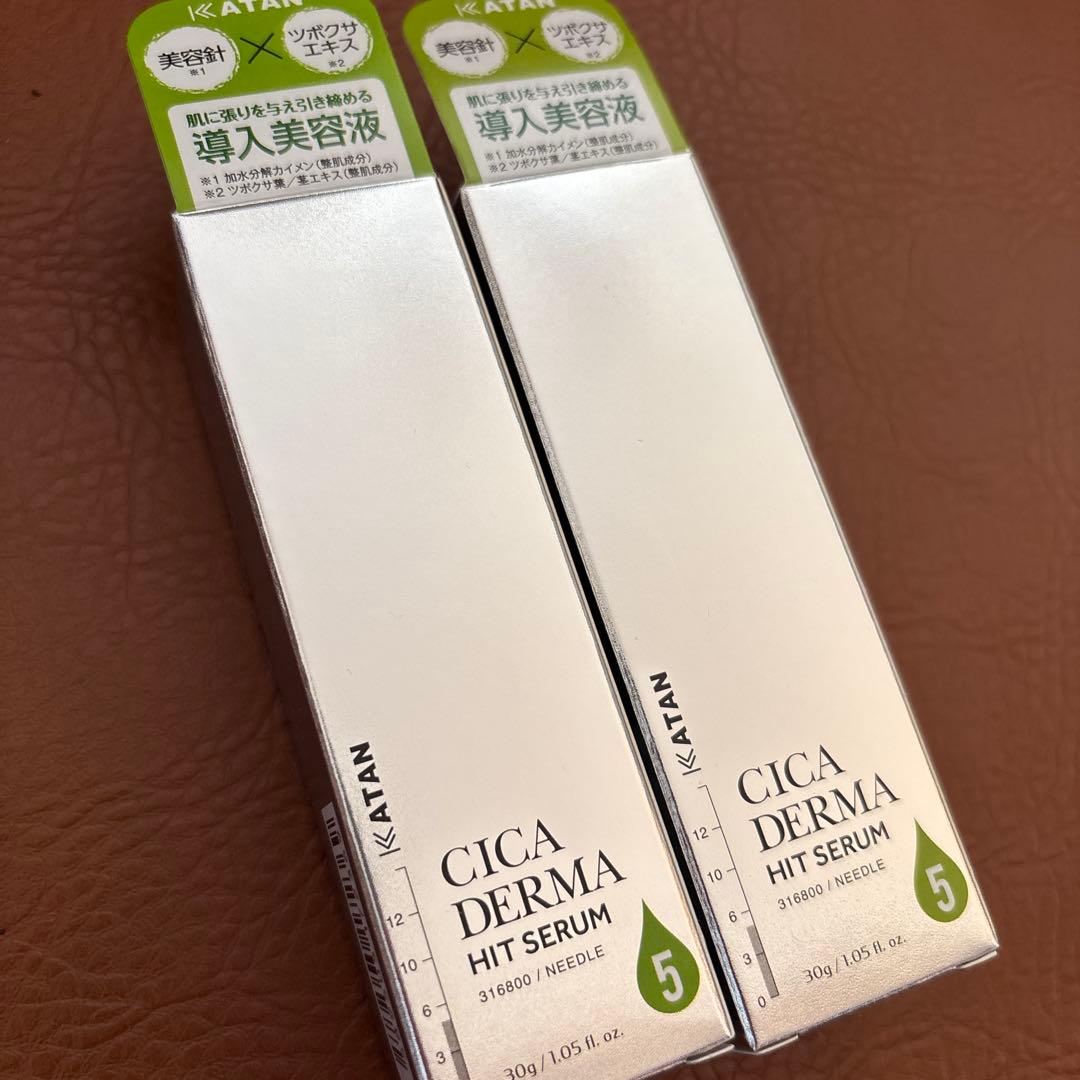 KATAN
美容針
※1
×
ツボクサ
エキス
※2
肌に張りを与え引き締める
導入美容液
※1 加水分解カイメン(整肌成分)
※2 ツボクサ葉/茎エキス(整肌成分)
KATAN
12
10
6
3
CICA
DERMA
HIT SERUM
316800 / NEEDLE
5
30g / 1.05 fl. oz.
KATAN
美容針
※1
×
ツボクサ
エキス
※2
肌に張りを与え引き締める
導入美容液
※1 加水分解カイメン(整肌成分)
※2 ツボクサ葉/茎エキス(整肌成分)
KATAN
12
10
6
3
0
CICA
DERMA
HIT SERUM
316800 / NEEDLE
5
30g / 1.05 fl. oz.